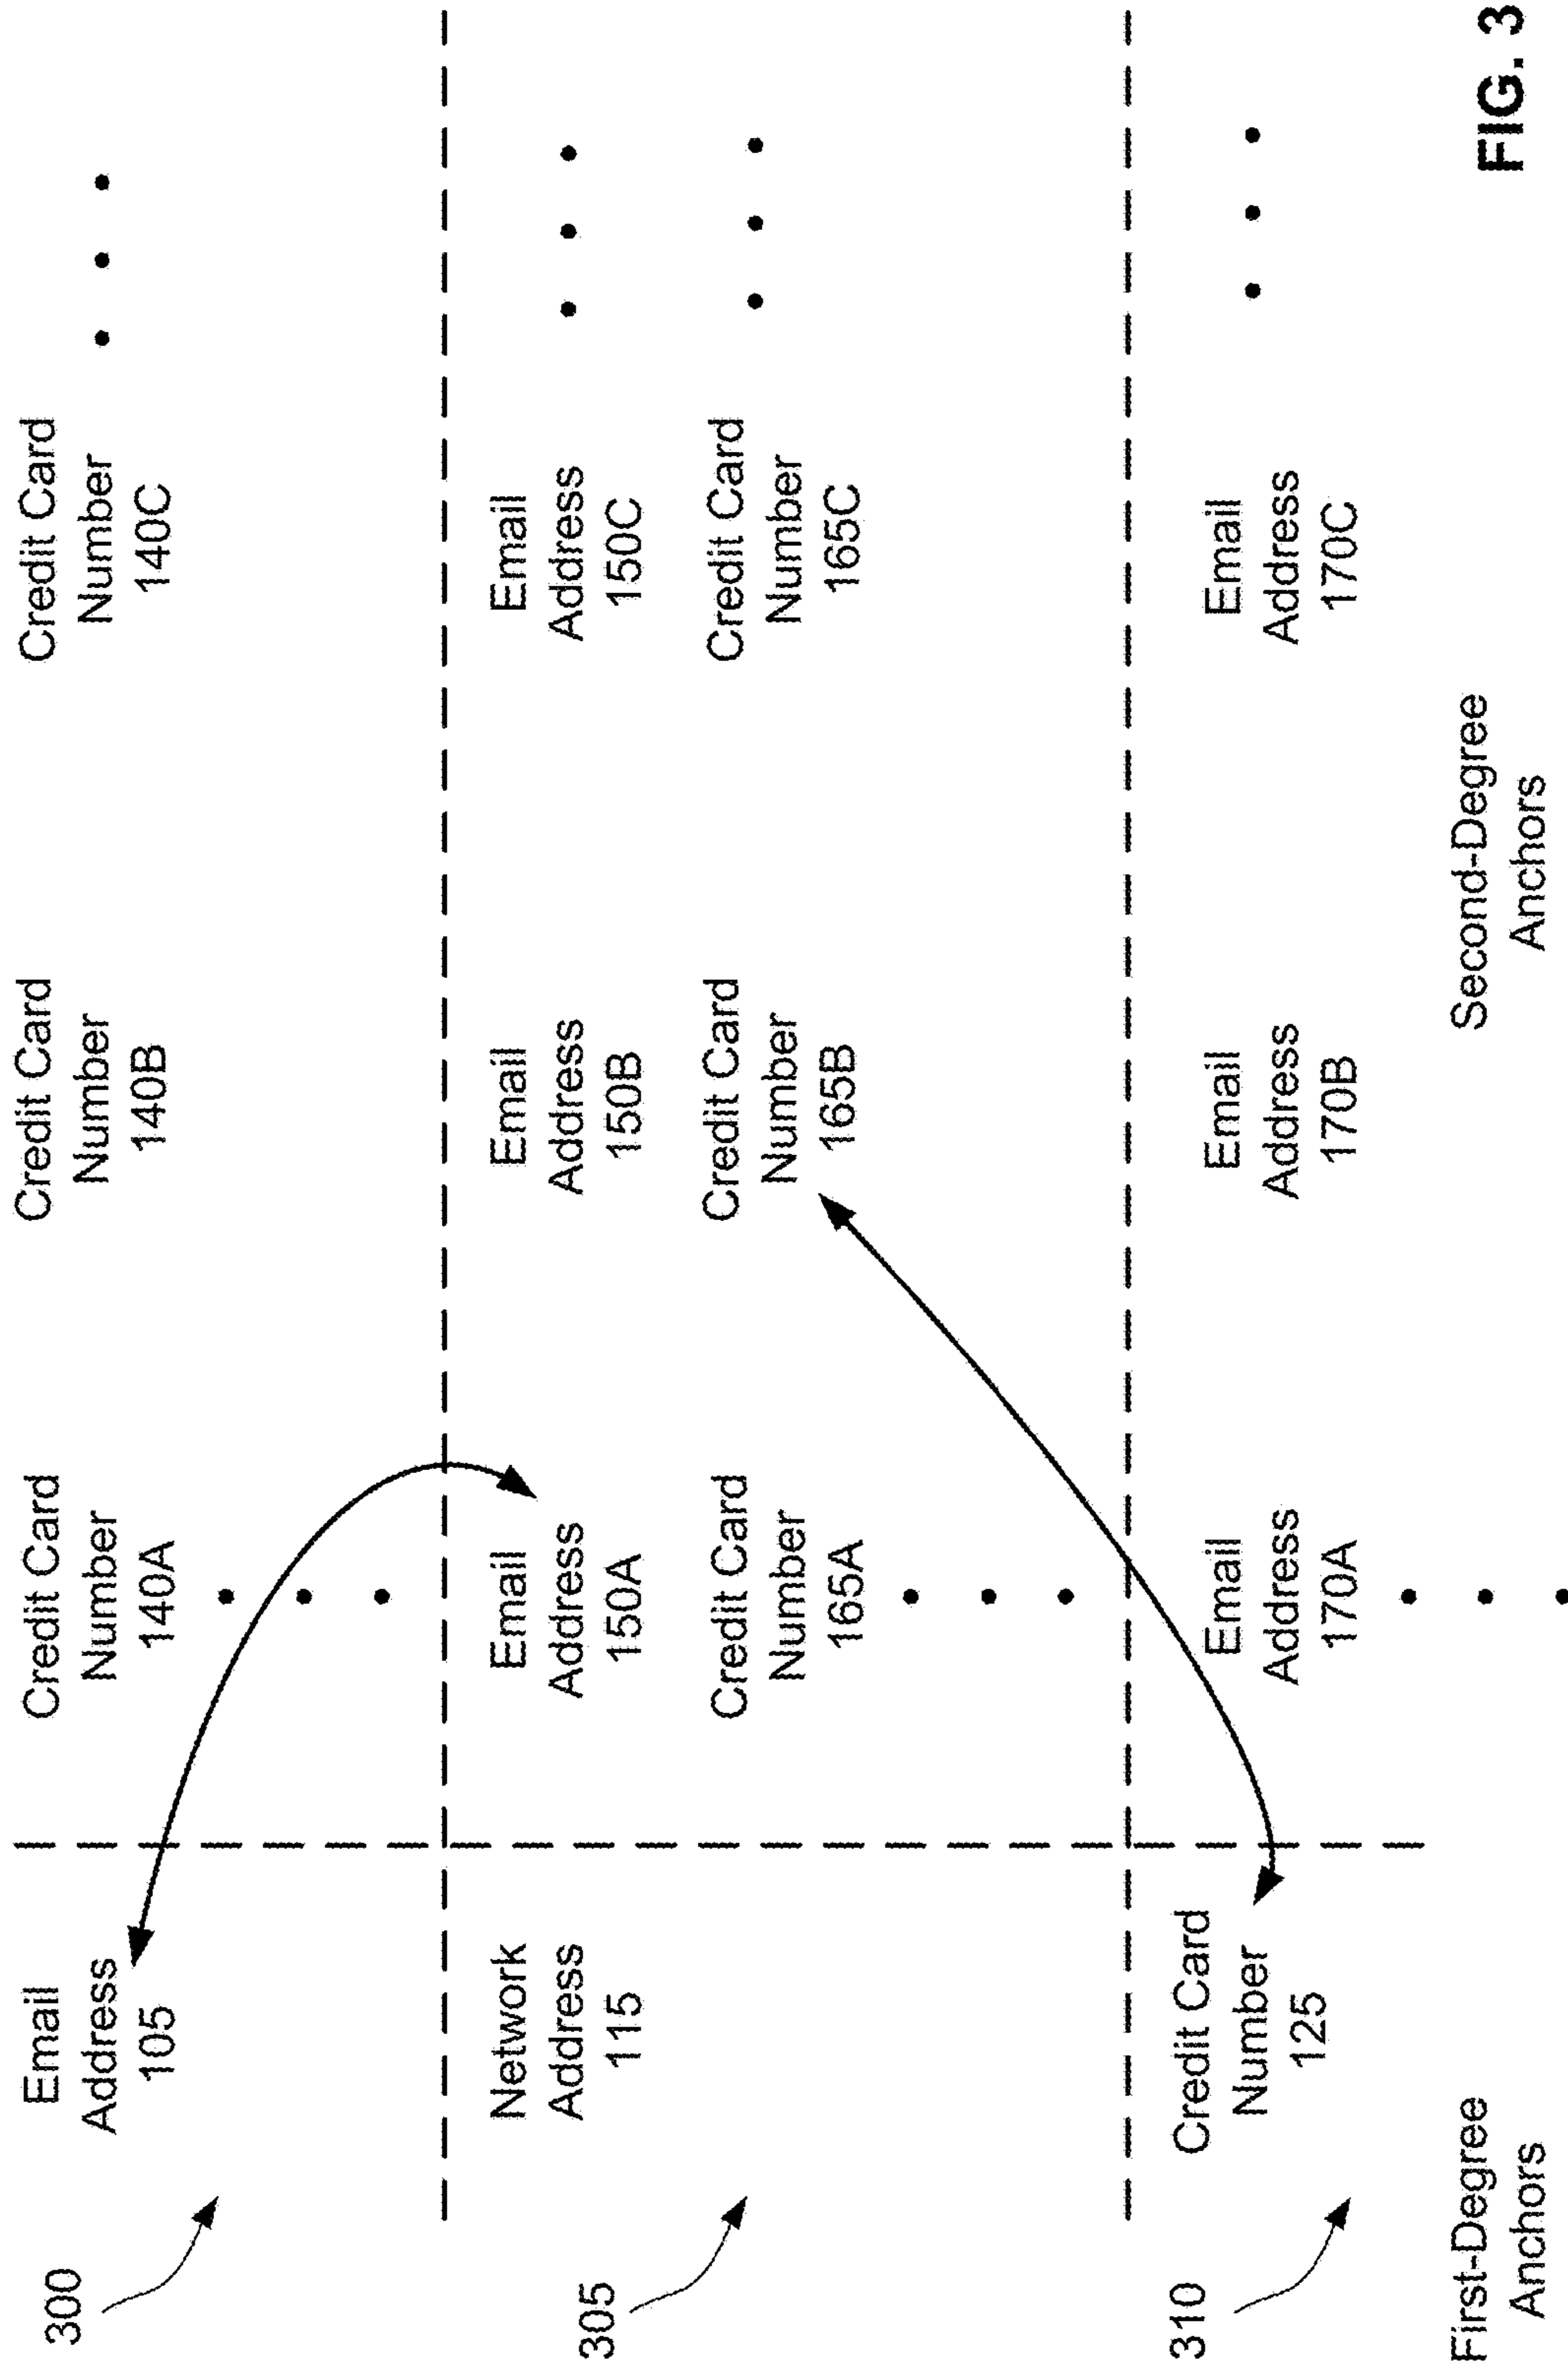 300
Email
Address
105
Credit Card
Number
140A
Credit Card
Number
140B
Credit Card
Number
140C
305
Network
Address
115
Email
Address
150A
Email
Address
150B
Email
Address
150C
Credit Card
Number
165A
Credit Card
Number
165B
Credit Card
Number
165C
310
Credit Card
Number
125
Email
Address
170A
Email
Address
170B
Email
Address
170C
First-Degree
Anchors
Second-Degree
Anchors
FIG. 3